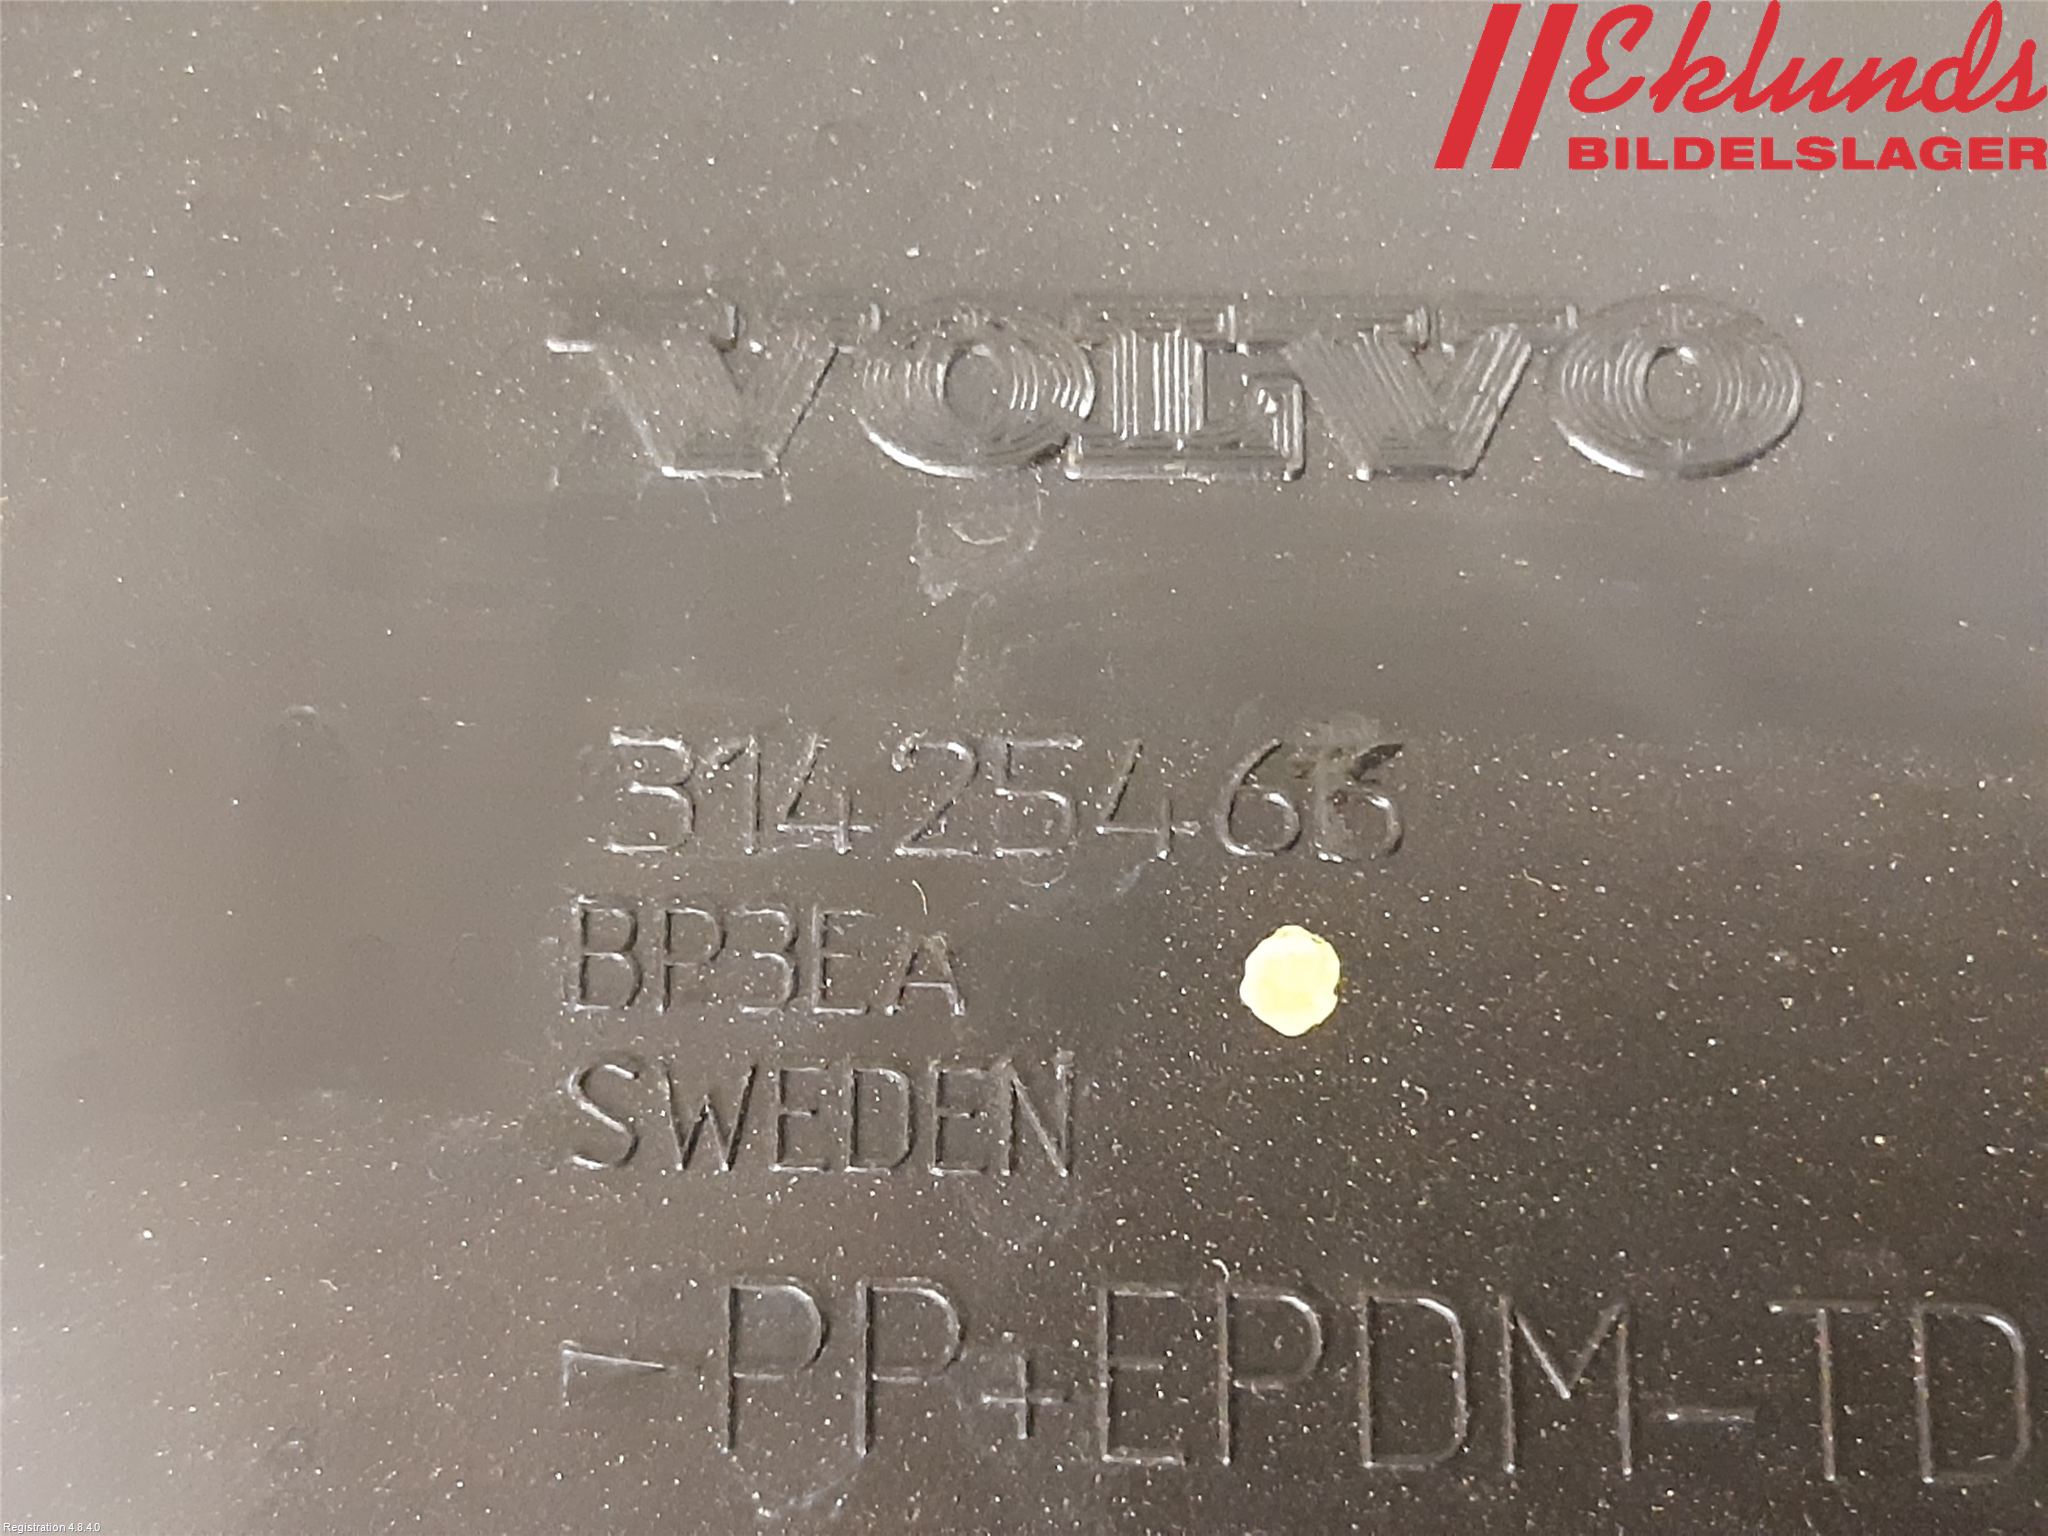 Eklunds
BILDELSLAGER
VOLVO
31425466
BP3EA
SWEDEN
PP+EPDM-TD
Registration 4.8.4.0